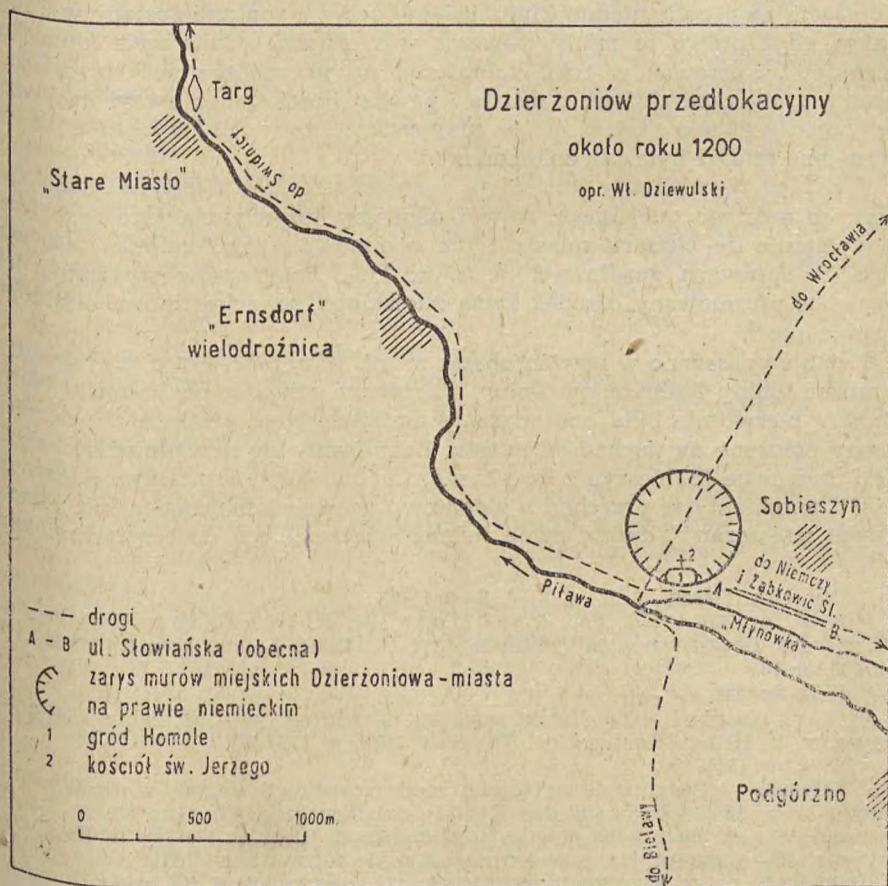 Dzierżoniów przedlokacyjny
około roku 1200
opr. Wł. Dziewulski
Targ
"Stare Miasto"
do Świdnicy
"Ernsdorf"
wielodrożnica
do Wrocławia
Sobieszyn
do Niemczy
i Ząbkowic Śl.
2
1
A
B.
Piława
"Młynówka"
Podgórzno
do Bielawy
drogi
A - B ul. Słowiańska (obecna)
zarys murów miejskich Dzierżoniowa-miasta
na prawie niemieckim
1 gród Homole
2 kościół św. Jerzego
0 500 1000m.